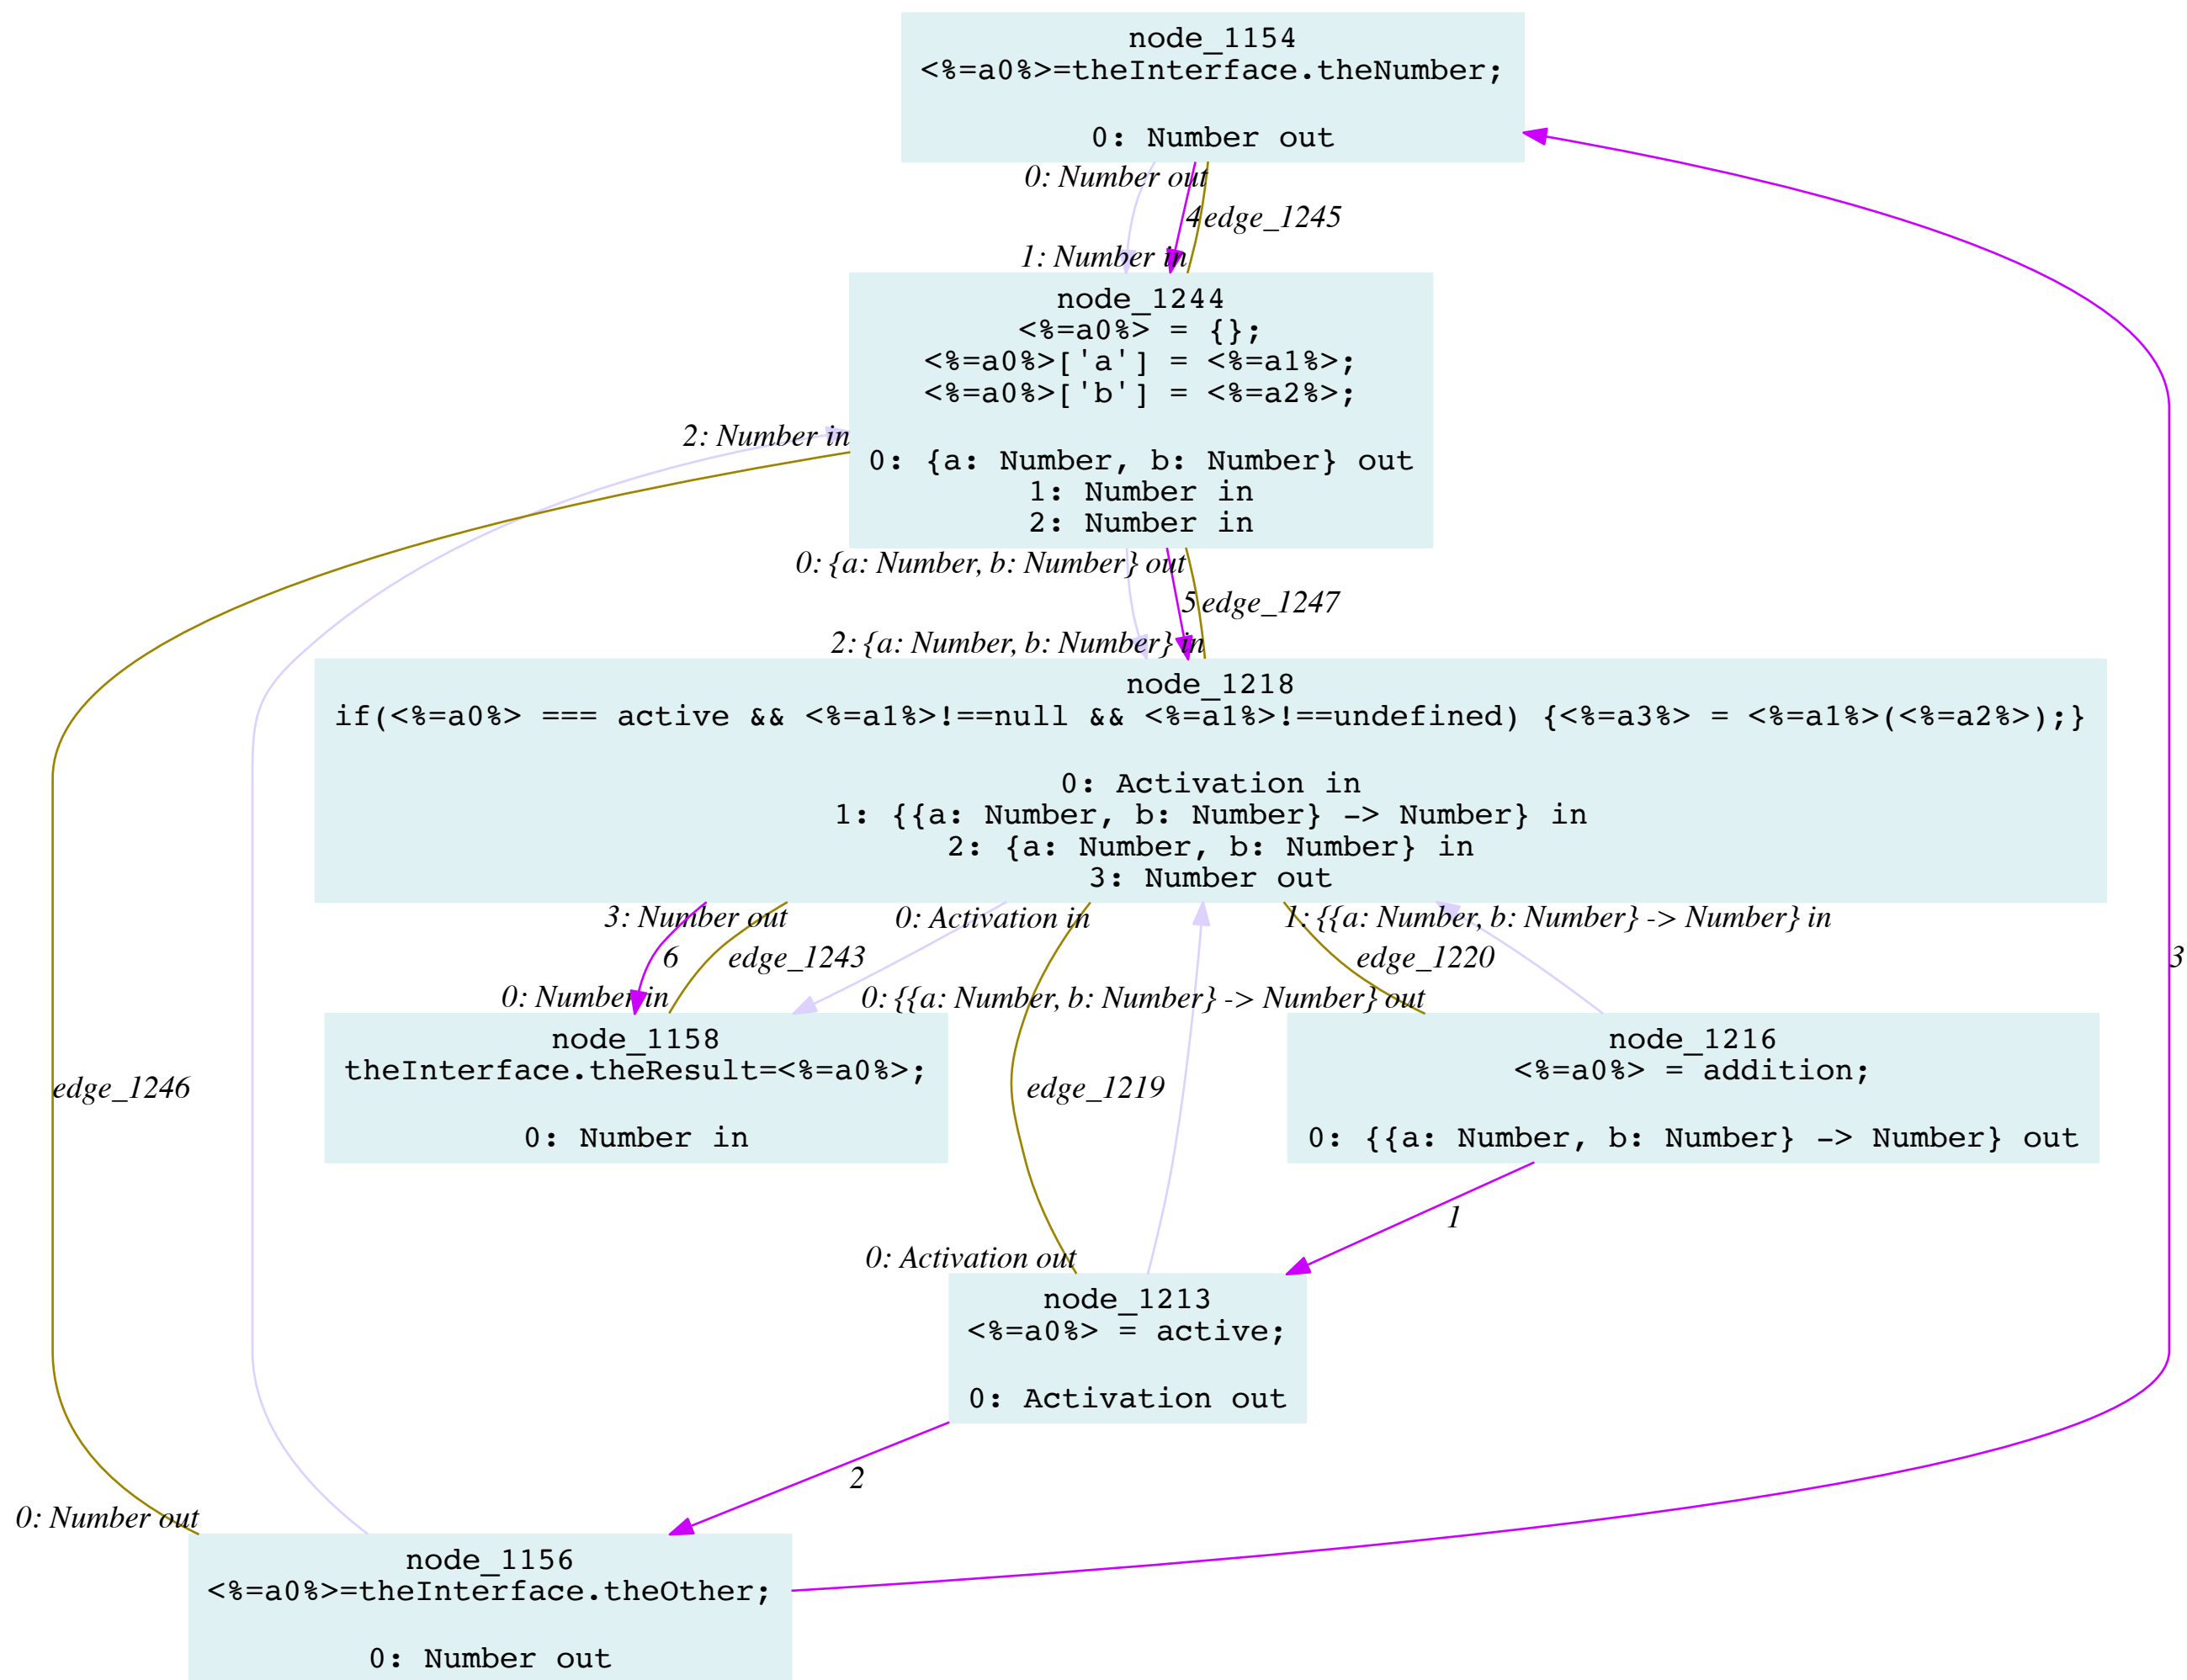 node_1154
<%=a0%>=theInterface.theNumber;
0: Number out
0: Number out
4 edge_1245
1: Number in
node_1244
<%=a0%> = {};
<%=a0%>['a'] = <%=a1%>;
<%=a0%>['b'] = <%=a2%>;
2: Number in
0: {a: Number, b: Number} out
1: Number in
2: Number in
0: {a: Number, b: Number} out
5 edge_1247
2: {a: Number, b: Number} in
node_1218
if(<%=a0%> === active && <%=a1%>!==null && <%=a1%>!==undefined) {<%=a3%> = <%=a1%>(<%=a2%>);}
0: Activation in
1: {{a: Number, b: Number} -> Number} in
2: {a: Number, b: Number} in
3: Number out
3: Number out
0: Activation in
1: {{a: Number, b: Number} -> Number} in
6
edge_1243
edge_1220
3
0: Number in
0: {{a: Number, b: Number} -> Number} out
node_1158
theInterface.theResult=<%=a0%>;
0: Number in
node_1216
<%=a0%> = addition;
0: {{a: Number, b: Number} -> Number} out
edge_1246
edge_1219
1
0: Activation out
node_1213
<%=a0%> = active;
0: Activation out
2
0: Number out
node_1156
<%=a0%>=theInterface.theOther;
0: Number out